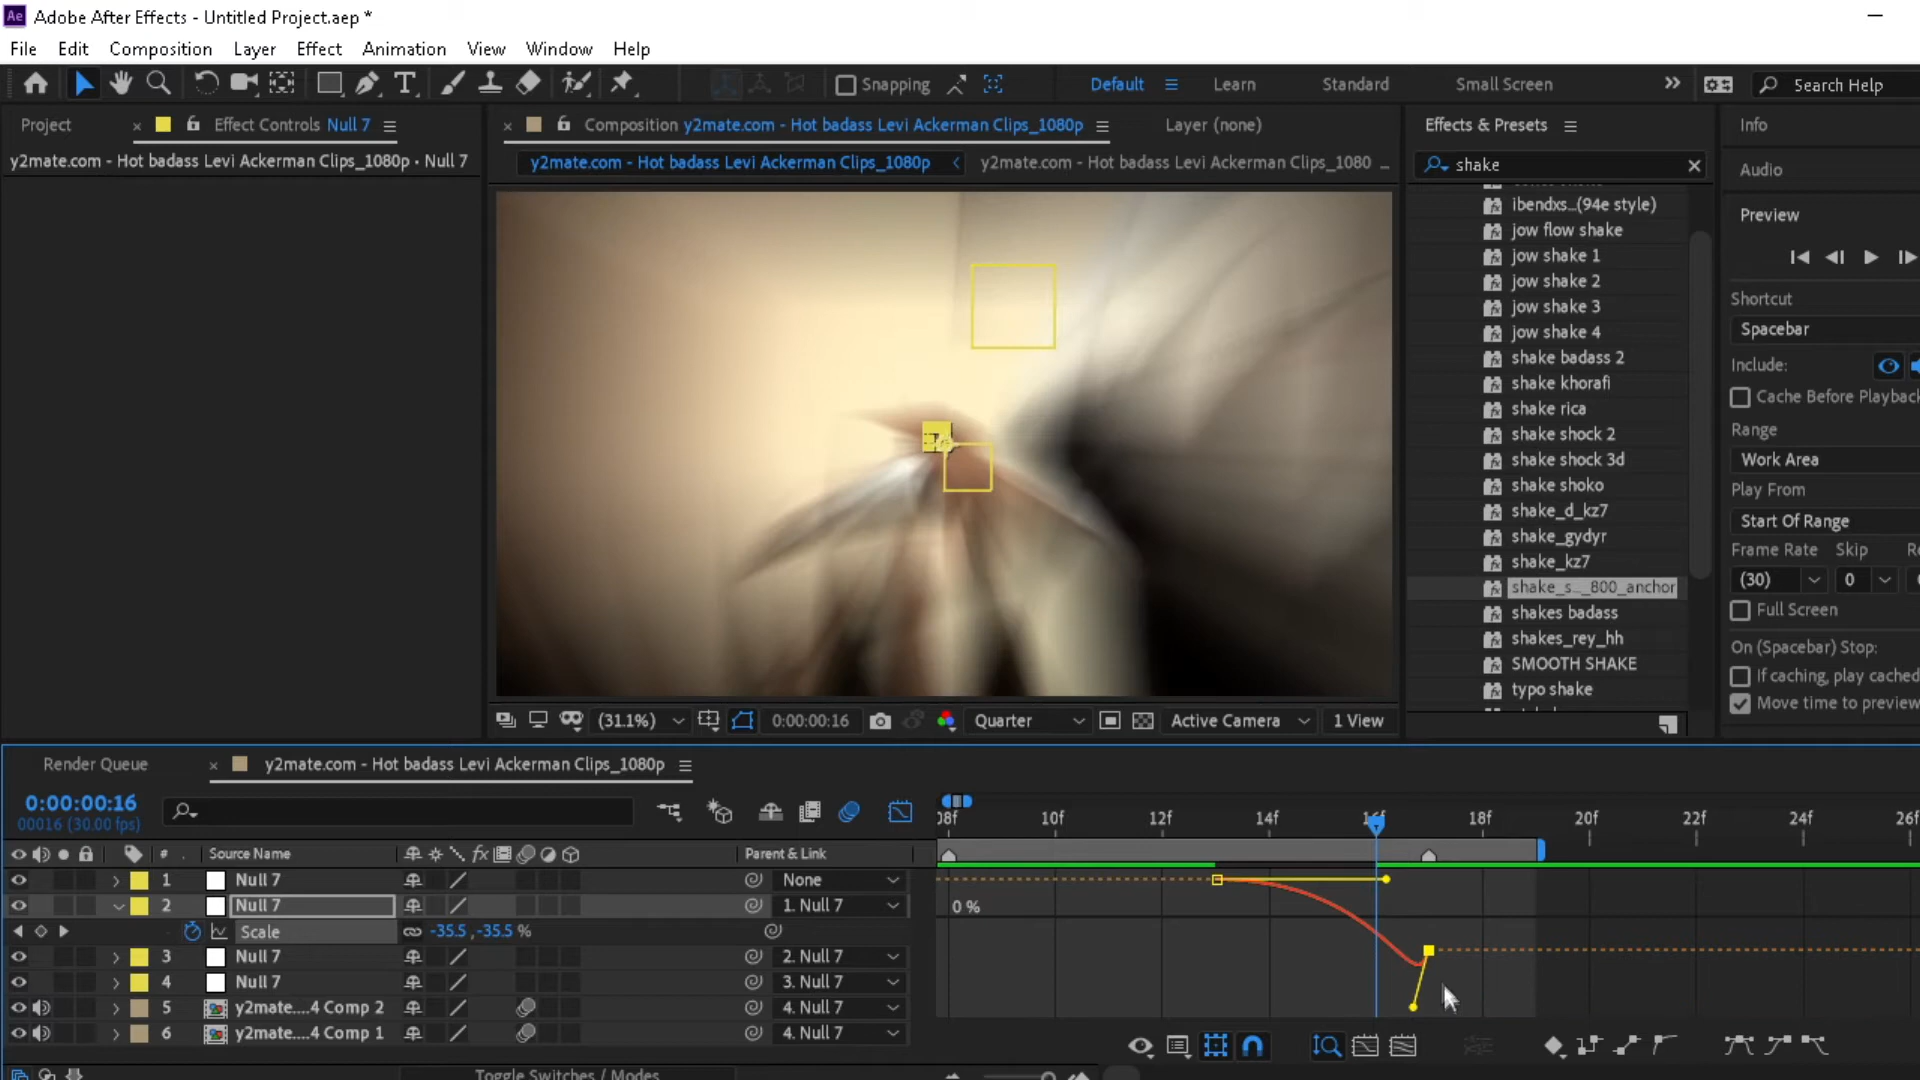 Ae Adobe After Effects - Untitled Project.aep *
File Edit Composition Layer Effect Animation View Window Help
Snapping Default Learn Standard Small Screen Search Help
Project Effect Controls Null 7 Composition y2mate.com - Hot badass Levi Ackerman Clips_1080p Layer (none) Effects & Presets Info
y2mate.com - Hot badass Levi Ackerman Clips_1080p • Null 7 y2mate.com - Hot badass Levi Ackerman Clips_1080p y2mate.com - Hot badass Levi Ackerman Clips_1080 shake Audio
ibendxs...(94e style)
Preview
jow flow shake
jow shake 1
jow shake 2
jow shake 3
Shortcut
Spacebar
jow shake 4
shake badass 2
Include:
shake khorafi
Cache Before Playback
shake rica
Range
shake shock 2
shake shock 3d
Work Area
shake shoko
Play From
shake_d_kz7
Start Of Range
shake_gydyr
Frame Rate Skip Re
shake_kz7
(30) 0
shake_s..._800_anchor
Full Screen
shakes badass
shakes_rey_hh
On (Spacebar) Stop:
SMOOTH SHAKE
If caching, play cached
typo shake
Move time to preview
(31.1%) 0:00:00:16 Quarter Active Camera 1 View
Render Queue y2mate.com - Hot badass Levi Ackerman Clips_1080p
0:00:00:16
00016 (30.00 fps)
08f 10f 12f 14f 16f 18f 20f 22f 24f 26f
# . Source Name fx Parent & Link
1 Null 7 None
2 Null 7 1. Null 7 0 %
Scale -35.5 ,-35.5 %
3 Null 7 2. Null 7
4 Null 7 3. Null 7
5 y2mate....4 Comp 2 4. Null 7
6 y2mate....4 Comp 1 4. Null 7
Toggle Switches / Modes